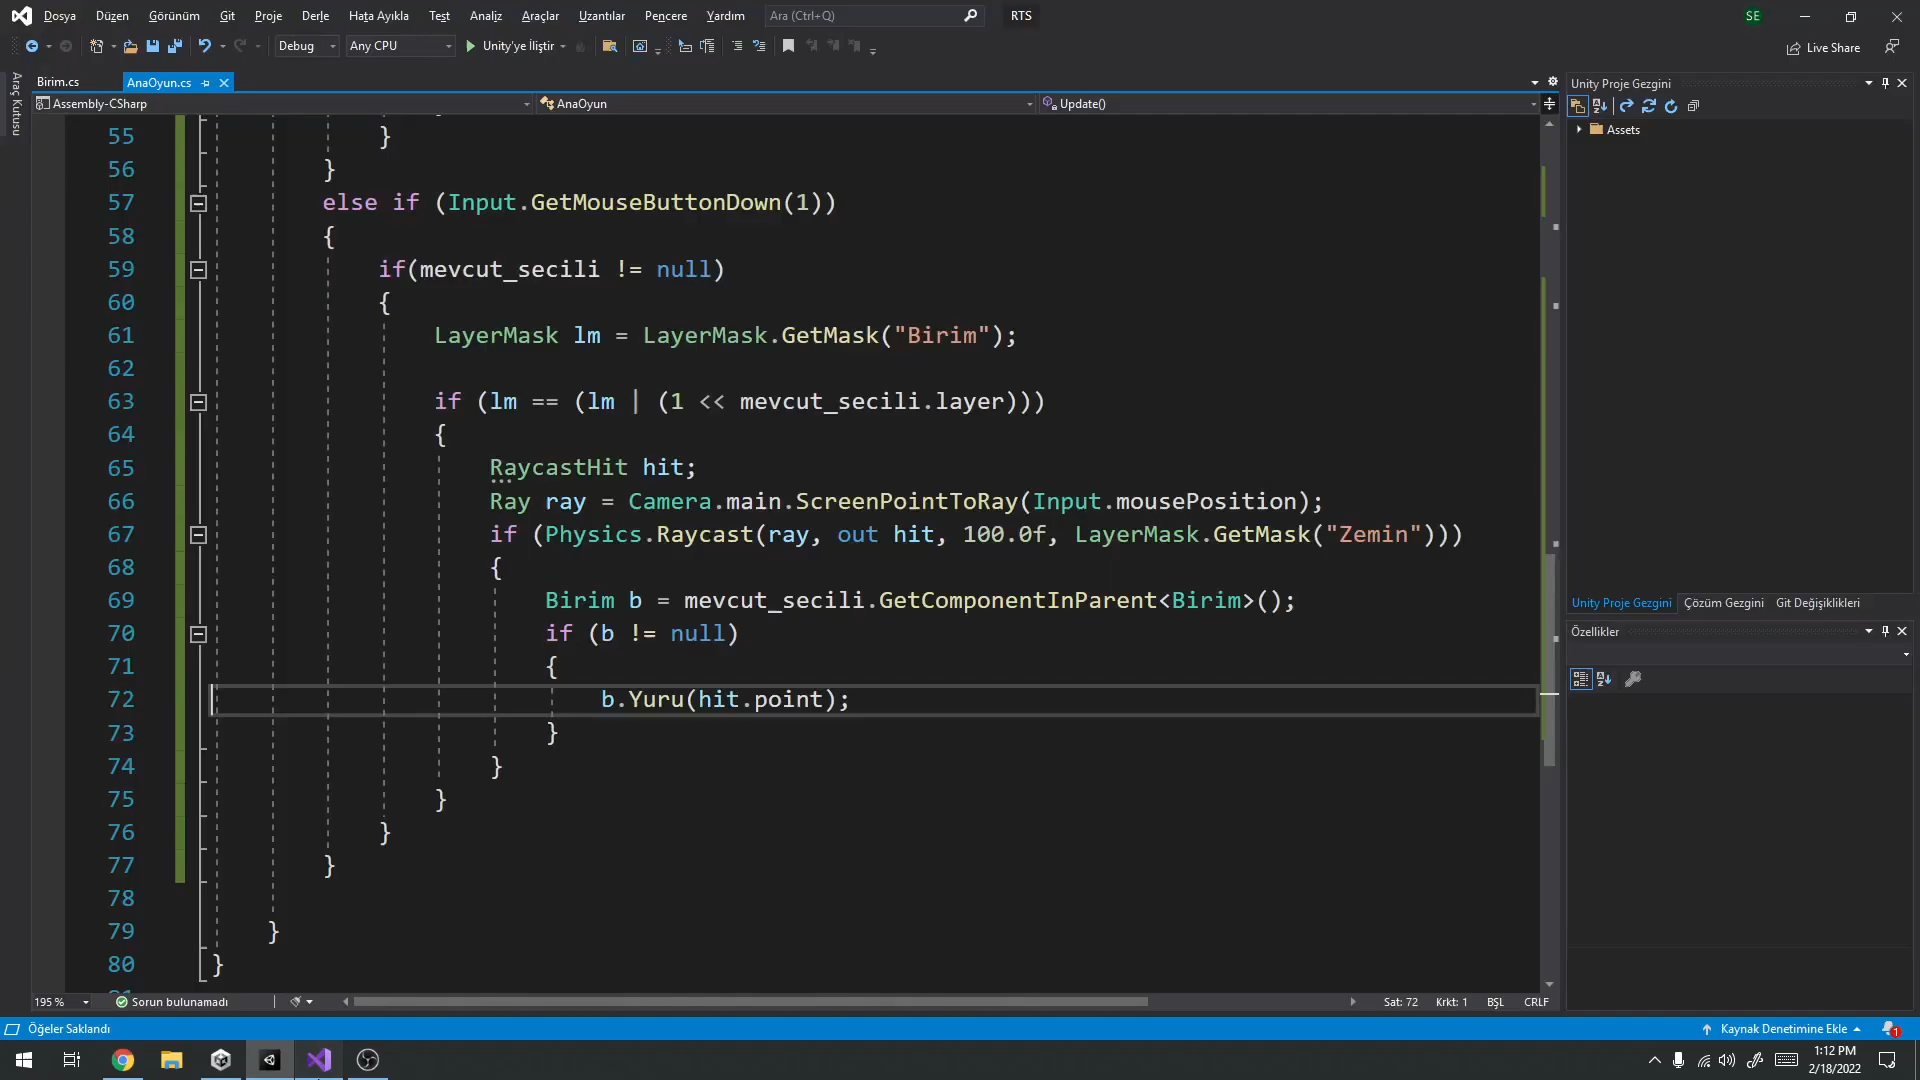 Dosya Düzen Görünüm Git Proje Derle Hata Ayıkla Test Analiz Araçlar Uzantılar Pencere Yardım Ara (Ctrl+Q) RTS SE
Debug Any CPU Unity'ye İliştir Live Share
Araç Kutusu
Birim.cs AnaOyun.cs
Assembly-CSharp AnaOyun Update()
55 }
56 }
57 else if (Input.GetMouseButtonDown(1))
58 {
59 if(mevcut_secili != null)
60 {
61 LayerMask lm = LayerMask.GetMask("Birim");
62
63 if (lm == (lm | (1 << mevcut_secili.layer)))
64 {
65 RaycastHit hit;
66 Ray ray = Camera.main.ScreenPointToRay(Input.mousePosition);
67 if (Physics.Raycast(ray, out hit, 100.0f, LayerMask.GetMask("Zemin")))
68 {
69 Birim b = mevcut_secili.GetComponentInParent<Birim>();
70 if (b != null)
71 {
72 b.Yuru(hit.point);
73 }
74 }
75 }
76 }
77 }
78
79 }
80 }
195 % Sorun bulunamadı Sat: 72 Krkt: 1 BŞL CRLF
Unity Proje Gezgini
Assets
Unity Proje Gezgini Çözüm Gezgini Git Değişiklikleri
Özellikler
Öğeler Saklandı Kaynak Denetimine Ekle 1
1:12 PM
2/18/2022